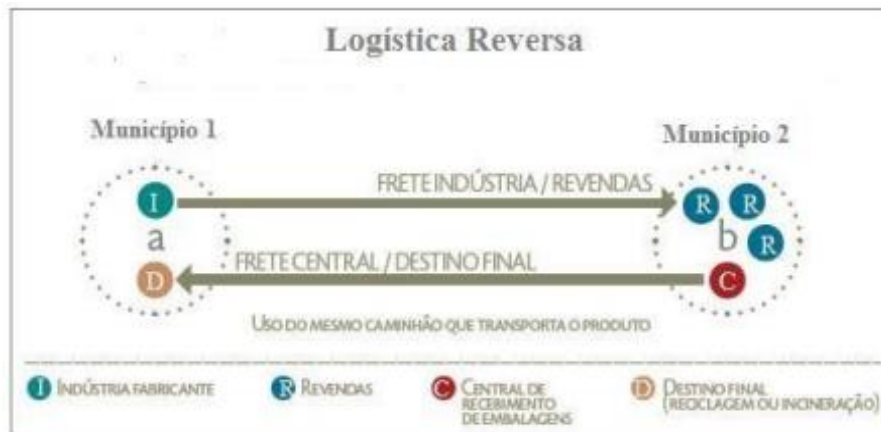 Logística Reversa
Município 1
Município 2
FRETE INDÚSTRIA / REVENDAS
I
R
R
a
b
R
FRETE CENTRAL / DESTINO FINAL
D
C
USO DO MESMO CAMINHÃO QUE TRANSPORTA O PRODUTO
I INDÚSTRIA FABRICANTE
R REVENDAS
C CENTRAL DE
RECEBIMENTO
DE EMBALAGENS
D DESTINO FINAL
(RECICLAGEM OU INCINERAÇÃO)